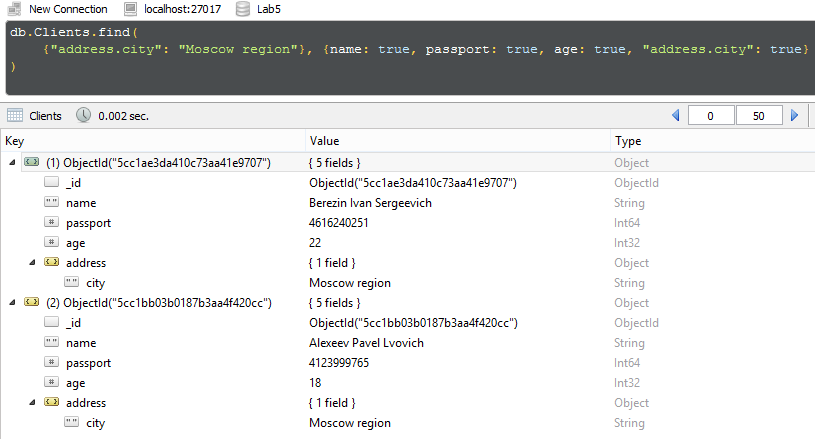 New Connection localhost:27017 Lab5
db.Clients.find(
{"address.city": "Moscow region"}, {name: true, passport: true, age: true, "address.city": true}
)
Clients 0.002 sec. 0 50
Key Value Type
(1) ObjectId("5cc1ae3da410c73aa41e9707") { 5 fields } Object
_id ObjectId("5cc1ae3da410c73aa41e9707") ObjectId
name Berezin Ivan Sergeevich String
passport 4616240251 Int64
age 22 Int32
address { 1 field } Object
city Moscow region String
(2) ObjectId("5cc1bb03b0187b3aa4f420cc") { 5 fields } Object
_id ObjectId("5cc1bb03b0187b3aa4f420cc") ObjectId
name Alexeev Pavel Lvovich String
passport 4123999765 Int64
age 18 Int32
address { 1 field } Object
city Moscow region String